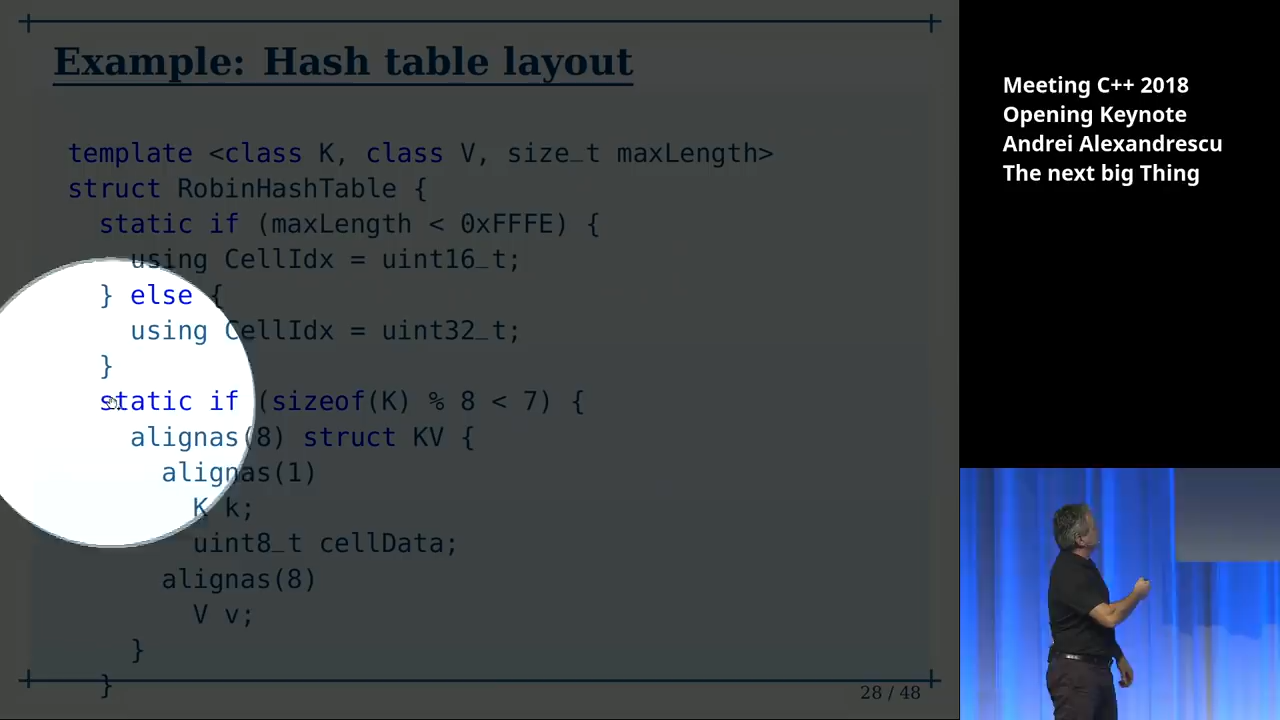 Example: Hash table layout
template <class K, class V, size_t maxLength>
struct RobinHashTable {
static if (maxLength < 0xFFFE) {
using CellIdx = uint16_t;
} else {
using CellIdx = uint32_t;
}
static if (sizeof(K) % 8 < 7) {
alignas(8) struct KV {
alignas(1)
K k;
uint8_t cellData;
alignas(8)
V v;
}
}
28 / 48
Meeting C++ 2018
Opening Keynote
Andrei Alexandrescu
The next big Thing